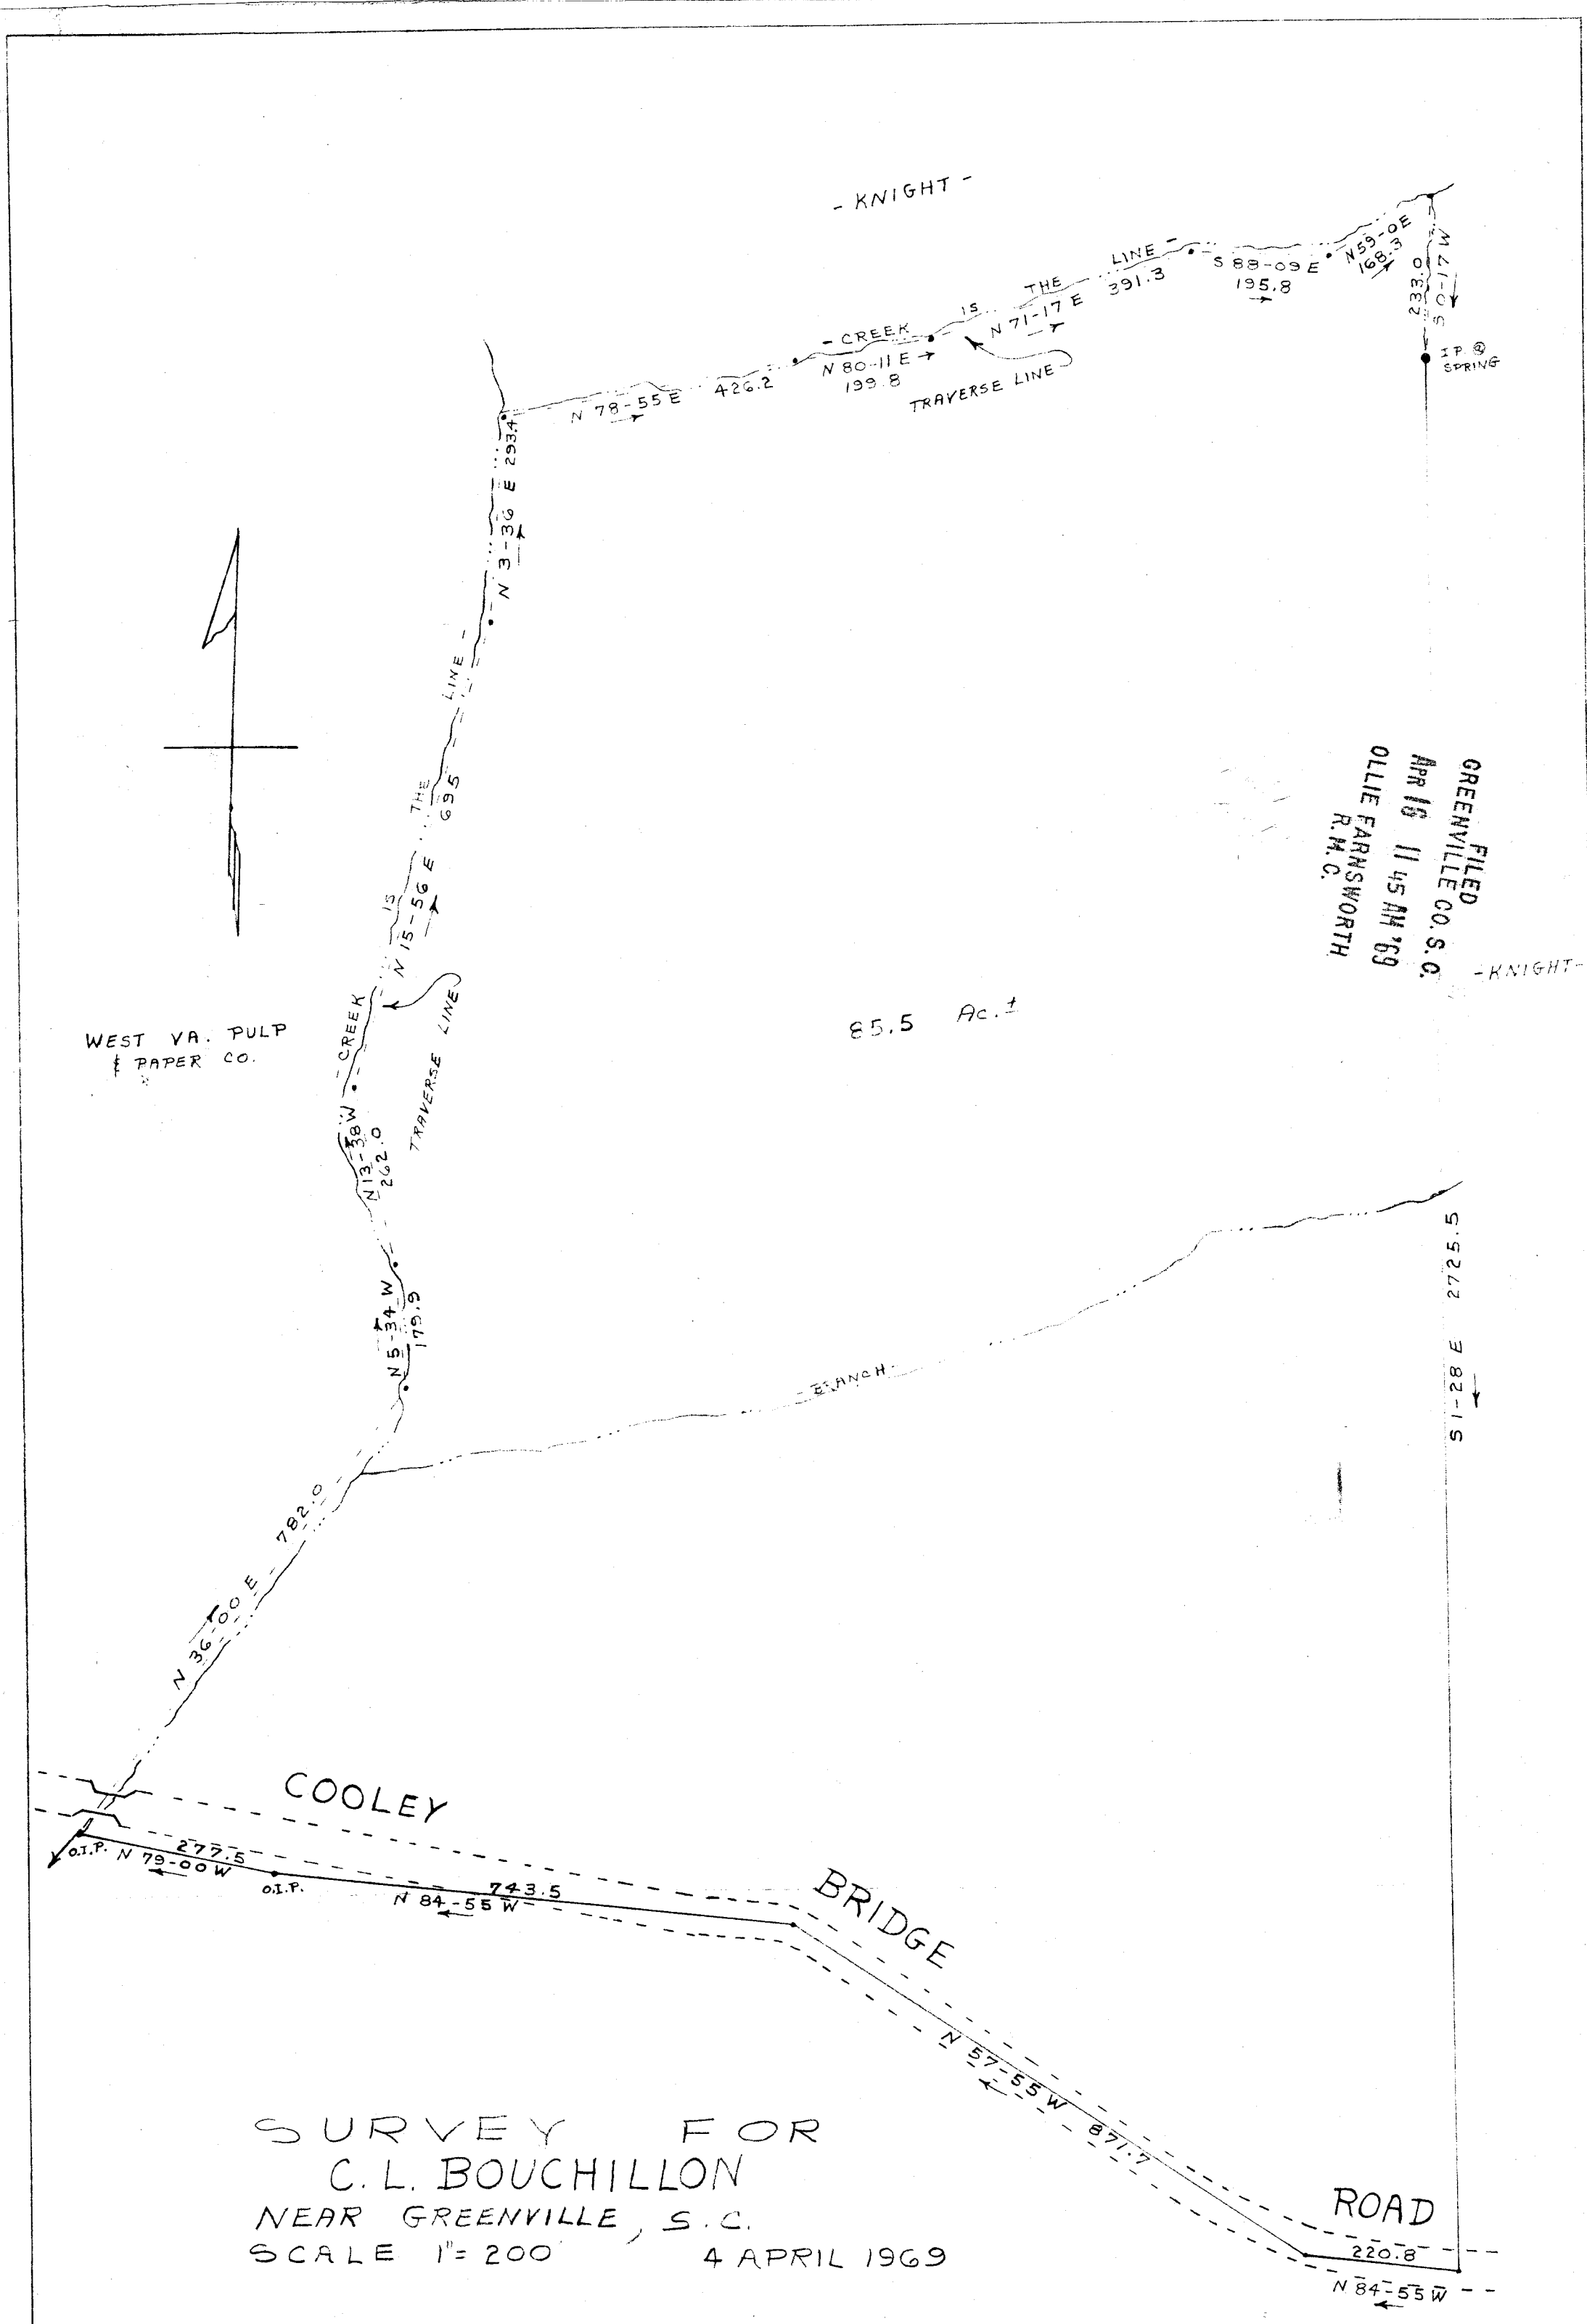 - KNIGHT -
- CREEK IS THE LINE -
N 78-55 E 426.2
N 80-11 E
199.8
N 71-17 E 391.3
S 88-09 E
195.8
N 59-0 E
168.3
S 0-17 W
233.0
I.P. @
SPRING
TRAVERSE LINE
N 3-36 E 293.4
- CREEK IS THE LINE -
N 15-56 E 695
TRAVERSE LINE
N 13-38 W
262.0
N 5-34 W
179.9
N 36-00 E 782.0
WEST VA. PULP
& PAPER CO.
85.5 Ac.±
FILED
GREENVILLE CO. S. C.
APR 16 11 45 AM '69
OLLIE FARNSWORTH
R.M.C.
-KNIGHT-
S 1-28 E 2725.5
-BRANCH-
COOLEY BRIDGE ROAD
O.I.P.
277.5
N 79-00 W
O.I.P.
743.5
N 84-55 W
N 57-55 W 871.7
220.8
N 84-55 W
SURVEY FOR
C. L. BOUCHILLON
NEAR GREENVILLE, S.C.
SCALE 1"= 200'
4 APRIL 1969